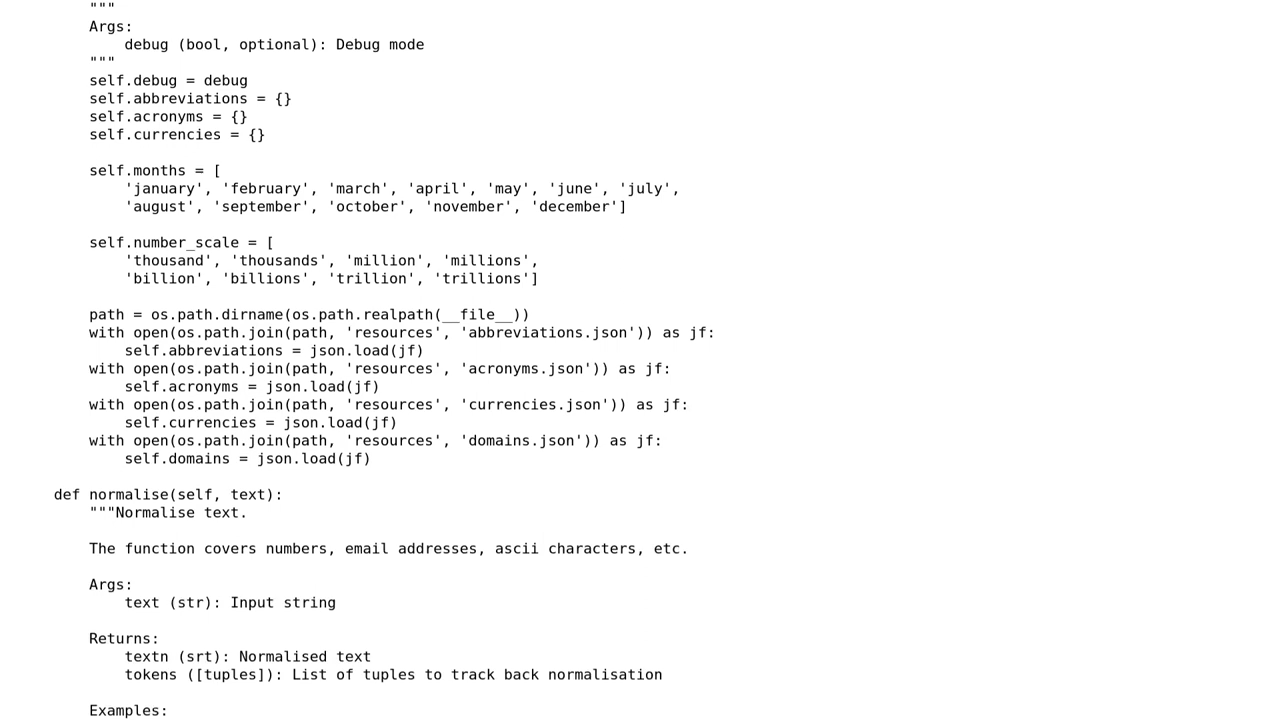 """
        Args:
            debug (bool, optional): Debug mode
        """
        self.debug = debug
        self.abbreviations = {}
        self.acronyms = {}
        self.currencies = {}

        self.months = [
            'january', 'february', 'march', 'april', 'may', 'june', 'july',
            'august', 'september', 'october', 'november', 'december']

        self.number_scale = [
            'thousand', 'thousands', 'million', 'millions',
            'billion', 'billions', 'trillion', 'trillions']

        path = os.path.dirname(os.path.realpath(__file__))
        with open(os.path.join(path, 'resources', 'abbreviations.json')) as jf:
            self.abbreviations = json.load(jf)
        with open(os.path.join(path, 'resources', 'acronyms.json')) as jf:
            self.acronyms = json.load(jf)
        with open(os.path.join(path, 'resources', 'currencies.json')) as jf:
            self.currencies = json.load(jf)
        with open(os.path.join(path, 'resources', 'domains.json')) as jf:
            self.domains = json.load(jf)

    def normalise(self, text):
        """Normalise text.

        The function covers numbers, email addresses, ascii characters, etc.

        Args:
            text (str): Input string

        Returns:
            textn (srt): Normalised text
            tokens ([tuples]): List of tuples to track back normalisation

        Examples: